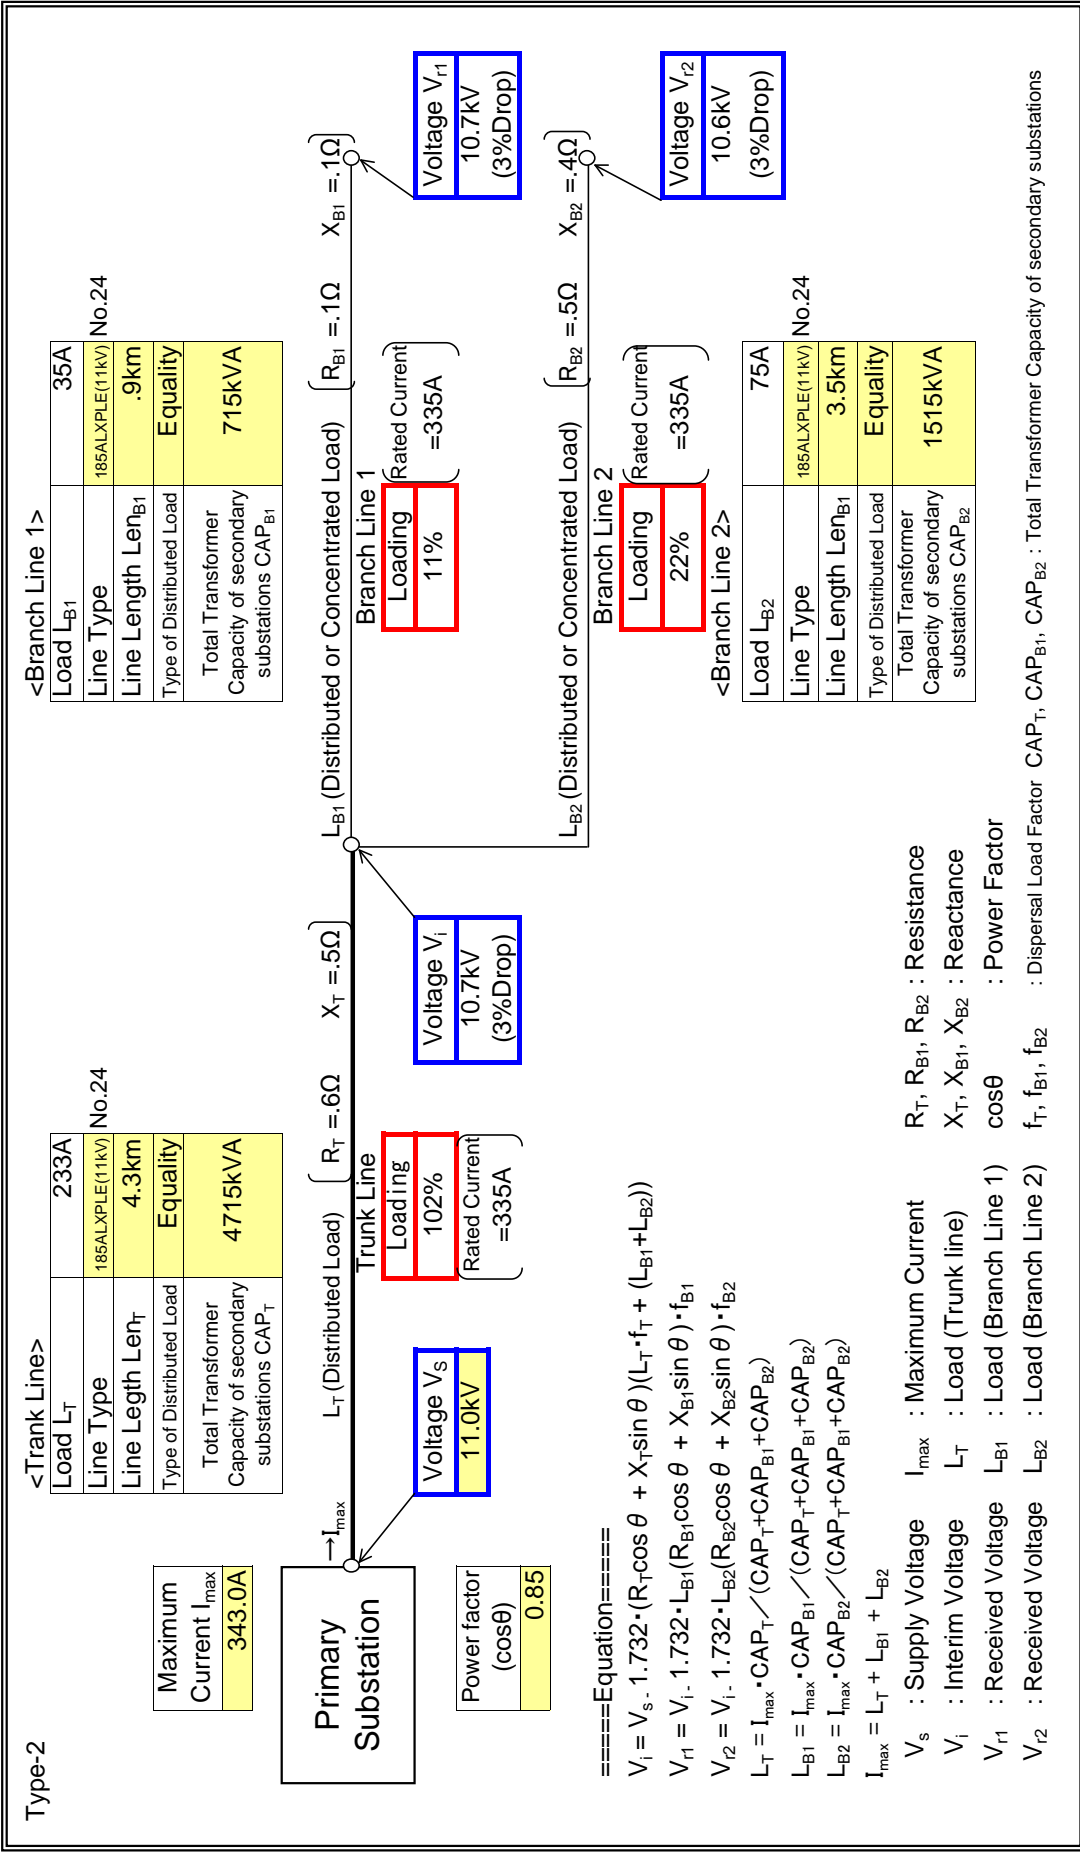 Type-2
Maximum
Current Imax
343.0A
Primary
Substation
→Imax
Power factor
(cosθ)
0.85
<Trank Line>
Load LT 233A
Line Type 185ALXPLE(11kV) No.24
Line Legth LenT 4.3km
Type of Distributed Load Equality
Total Transformer
Capacity of secondary
substations CAPT
4715kVA
LT (Distributed Load)
RT =.6Ω XT =.5Ω
Trunk Line
Loading
102%
Rated Current
=335A
Voltage VS
11.0kV
Voltage Vi
10.7kV
(3%Drop)
<Branch Line 1>
Load LB1 35A
Line Type 185ALXPLE(11kV) No.24
Line Length LenB1 .9km
Type of Distributed Load Equality
Total Transformer
Capacity of secondary
substations CAPB1
715kVA
LB1 (Distributed or Concentrated Load)
RB1 =.1Ω XB1 =.1Ω
Branch Line 1
Loading
11%
Rated Current
=335A
Voltage Vr1
10.7kV
(3%Drop)
LB2 (Distributed or Concentrated Load)
RB2 =.5Ω XB2 =.4Ω
Branch Line 2
Loading
22%
Rated Current
=335A
Voltage Vr2
10.6kV
(3%Drop)
<Branch Line 2>
Load LB2 75A
Line Type 185ALXPLE(11kV) No.24
Line Length LenB1 3.5km
Type of Distributed Load Equality
Total Transformer
Capacity of secondary
substations CAPB2
1515kVA
=====Equation=====
Vi = Vs - 1.732･(RTcos θ + XTsin θ )(LT･fT + (LB1+LB2))
Vr1 = Vi - 1.732･LB1(RB1cos θ + XB1sin θ )･fB1
Vr2 = Vi - 1.732･LB2(RB2cos θ + XB2sin θ )･fB2
LT = Imax･CAPT／(CAPT+CAPB1+CAPB2)
LB1 = Imax･CAPB1／(CAPT+CAPB1+CAPB2)
LB2 = Imax･CAPB2／(CAPT+CAPB1+CAPB2)
Imax = LT + LB1 + LB2
Vs : Supply Voltage Imax : Maximum Current RT, RB1, RB2 : Resistance
Vi : Interim Voltage LT : Load (Trunk line) XT, XB1, XB2 : Reactance
Vr1 : Received Voltage LB1 : Load (Branch Line 1) cosθ : Power Factor
Vr2 : Received Voltage LB2 : Load (Branch Line 2) fT, fB1, fB2 : Dispersal Load Factor CAPT, CAPB1, CAPB2 : Total Transformer Capacity of secondary substations